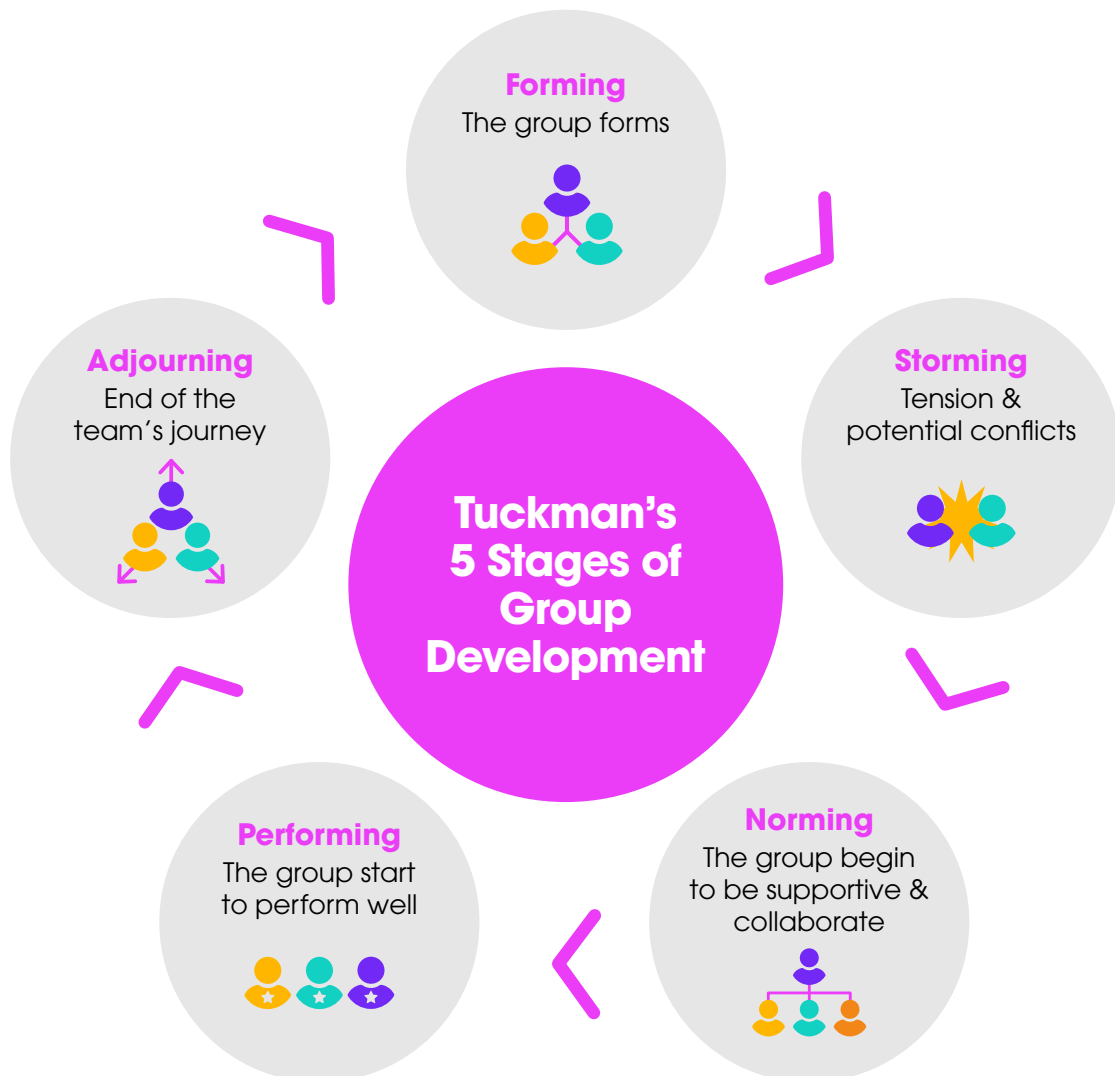 Forming
The group forms
Storming
Tension &
potential conflicts
Norming
The group begin
to be supportive &
collaborate
Performing
The group start
to perform well
Adjourning
End of the
team’s journey
Tuckman’s
5 Stages of
Group
Development